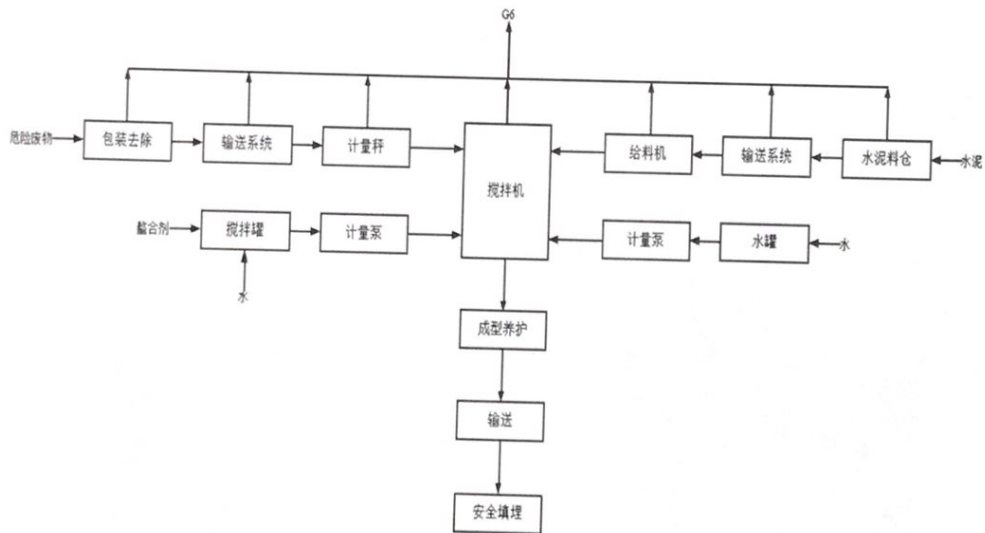 G6
危险废物
包装去除
输送系统
计量秤
搅拌机
给料机
输送系统
水泥料仓
水泥
螯合剂
搅拌罐
计量泵
计量泵
水罐
水
水
成型养护
输送
安全填埋